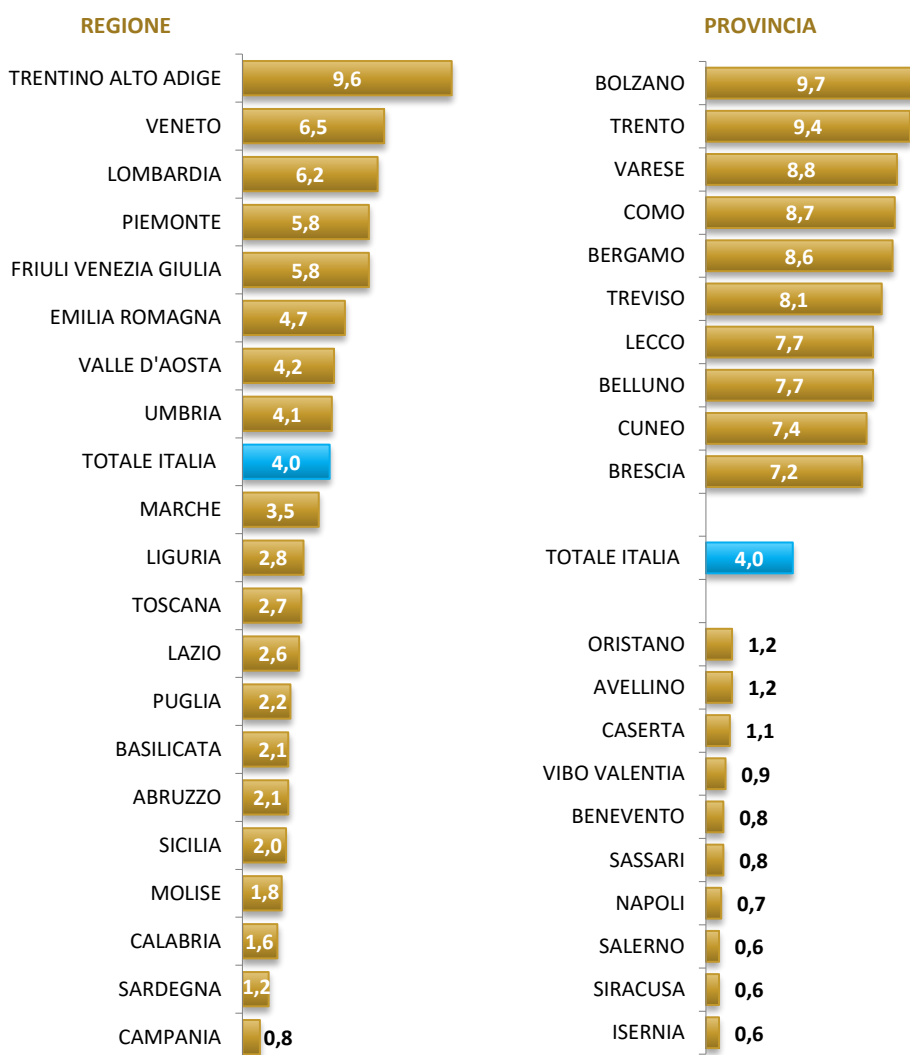 REGIONE
TRENTINO ALTO ADIGE 9,6
VENETO 6,5
LOMBARDIA 6,2
PIEMONTE 5,8
FRIULI VENEZIA GIULIA 5,8
EMILIA ROMAGNA 4,7
VALLE D'AOSTA 4,2
UMBRIA 4,1
TOTALE ITALIA 4,0
MARCHE 3,5
LIGURIA 2,8
TOSCANA 2,7
LAZIO 2,6
PUGLIA 2,2
BASILICATA 2,1
ABRUZZO 2,1
SICILIA 2,0
MOLISE 1,8
CALABRIA 1,6
SARDEGNA 1,2
CAMPANIA 0,8
PROVINCIA
BOLZANO 9,7
TRENTO 9,4
VARESE 8,8
COMO 8,7
BERGAMO 8,6
TREVISO 8,1
LECCO 7,7
BELLUNO 7,7
CUNEO 7,4
BRESCIA 7,2
TOTALE ITALIA 4,0
ORISTANO 1,2
AVELLINO 1,2
CASERTA 1,1
VIBO VALENTIA 0,9
BENEVENTO 0,8
SASSARI 0,8
NAPOLI 0,7
SALERNO 0,6
SIRACUSA 0,6
ISERNIA 0,6